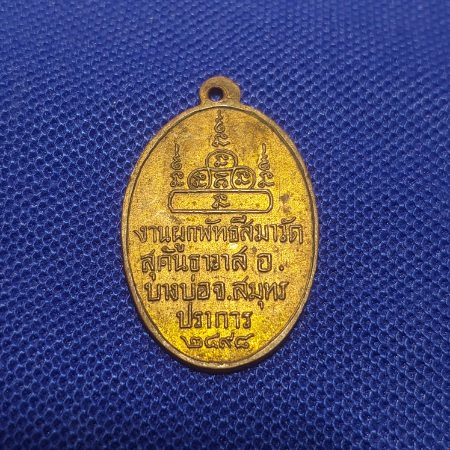 งานผูกพัทธสีมาวัด
สุคันธาวาส อ.
บางบ่อ จ.สมุทร
ปราการ
๒๔๙๘